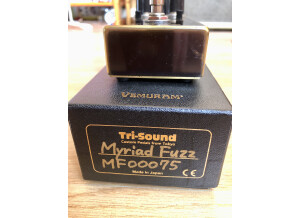 VEMURAM
Tri-Sound
Custom Pedals from Tokyo
Myriad Fuzz
MF00075
Made in Japan CE